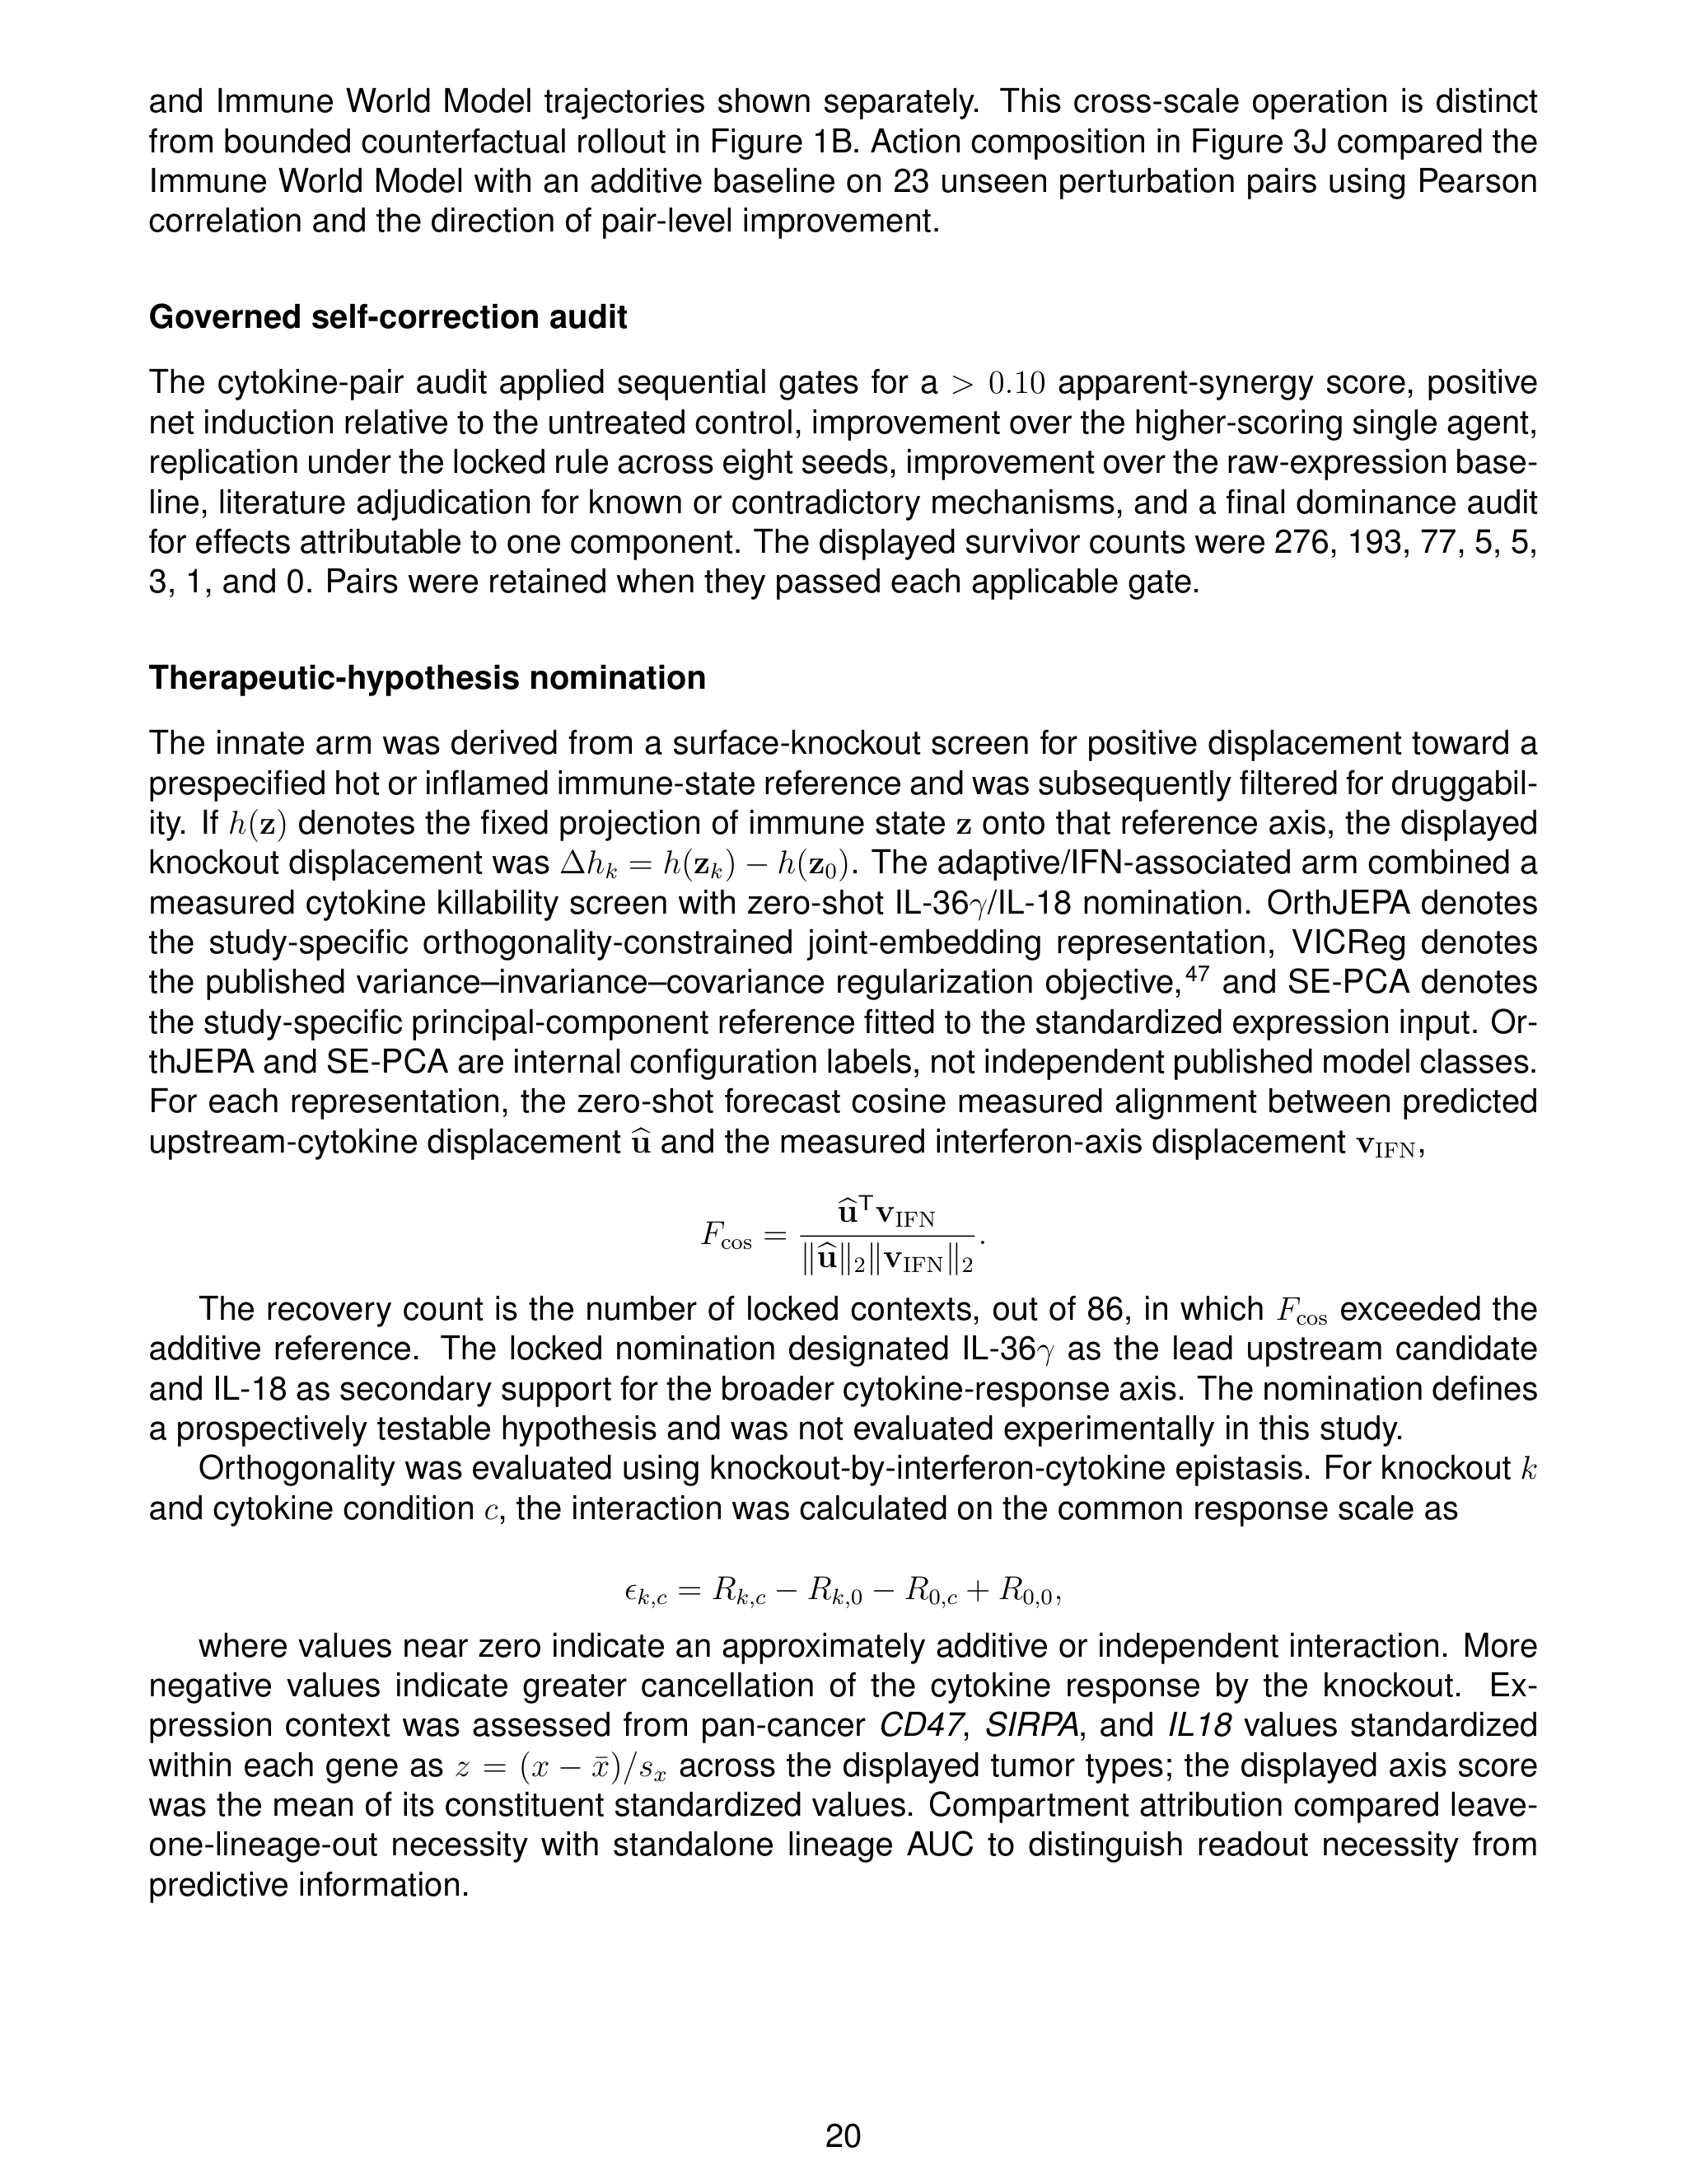 and Immune World Model trajectories shown separately. This cross-scale operation is distinct
from bounded counterfactual rollout in Figure 1B. Action composition in Figure 3J compared the
Immune World Model with an additive baseline on 23 unseen perturbation pairs using Pearson
correlation and the direction of pair-level improvement.
Governed self-correction audit
The cytokine-pair audit applied sequential gates for a > 0.10 apparent-synergy score, positive
net induction relative to the untreated control, improvement over the higher-scoring single agent,
replication under the locked rule across eight seeds, improvement over the raw-expression base-
line, literature adjudication for known or contradictory mechanisms, and a final dominance audit
for effects attributable to one component. The displayed survivor counts were 276, 193, 77, 5, 5,
3, 1, and 0. Pairs were retained when they passed each applicable gate.
Therapeutic-hypothesis nomination
The innate arm was derived from a surface-knockout screen for positive displacement toward a
prespecified hot or inflamed immune-state reference and was subsequently filtered for druggabil-
ity. If h(z) denotes the fixed projection of immune state z onto that reference axis, the displayed
knockout displacement was Δhₖ = h(zₖ) − h(z₀). The adaptive/IFN-associated arm combined a
measured cytokine killability screen with zero-shot IL-36γ/IL-18 nomination. OrthJEPA denotes
the study-specific orthogonality-constrained joint-embedding representation, VICReg denotes
the published variance–invariance–covariance regularization objective,⁴⁷ and SE-PCA denotes
the study-specific principal-component reference fitted to the standardized expression input. Or-
thJEPA and SE-PCA are internal configuration labels, not independent published model classes.
For each representation, the zero-shot forecast cosine measured alignment between predicted
upstream-cytokine displacement û and the measured interferon-axis displacement v_IFN,
F_cos = û^T v_IFN / ‖û‖₂‖v_IFN‖₂.
The recovery count is the number of locked contexts, out of 86, in which F_cos exceeded the
additive reference. The locked nomination designated IL-36γ as the lead upstream candidate
and IL-18 as secondary support for the broader cytokine-response axis. The nomination defines
a prospectively testable hypothesis and was not evaluated experimentally in this study.
Orthogonality was evaluated using knockout-by-interferon-cytokine epistasis. For knockout k
and cytokine condition c, the interaction was calculated on the common response scale as
ϵ_{k,c} = R_{k,c} − R_{k,0} − R_{0,c} + R_{0,0},
where values near zero indicate an approximately additive or independent interaction. More
negative values indicate greater cancellation of the cytokine response by the knockout. Ex-
pression context was assessed from pan-cancer CD47, SIRPA, and IL18 values standardized
within each gene as z = (x − x̄)/sₓ across the displayed tumor types; the displayed axis score
was the mean of its constituent standardized values. Compartment attribution compared leave-
one-lineage-out necessity with standalone lineage AUC to distinguish readout necessity from
predictive information.
20